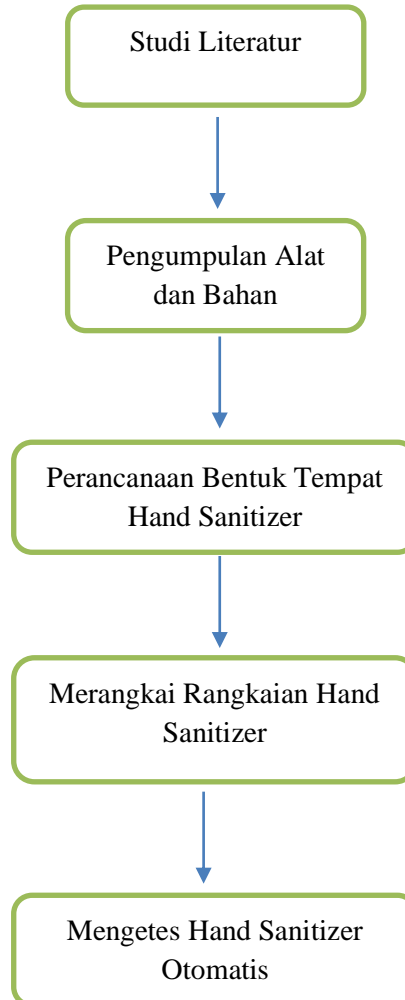 Studi Literatur
Pengumpulan Alat
dan Bahan
Perancanaan Bentuk Tempat
Hand Sanitizer
Merangkai Rangkaian Hand
Sanitizer
Mengetes Hand Sanitizer
Otomatis